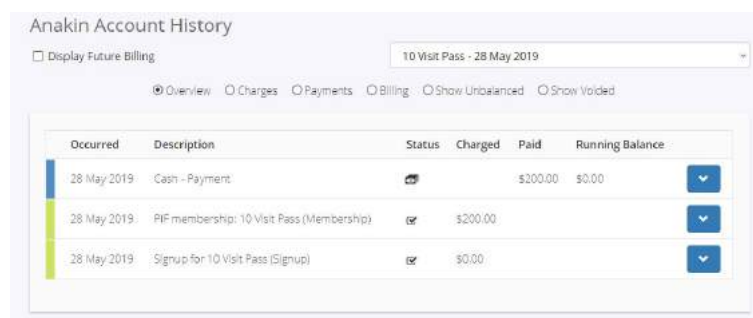 Anakin Account History
Display Future Billing
10 Visit Pass - 28 May 2019
Overview Charges Payments Billing Show Unbalanced Show Voided
Occurred Description Status Charged Paid Running Balance
28 May 2019 Cash - Payment $200.00 $0.00
28 May 2019 PIF membership: 10 Visit Pass (Membership) $200.00
28 May 2019 Signup for 10 Visit Pass (Signup) $0.00